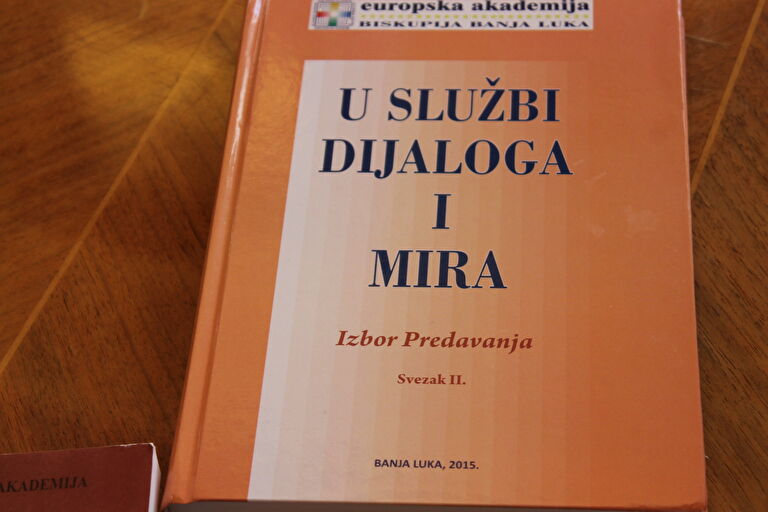 europska akademija
BISKUPIJA BANJA LUKA
U SLUŽBI
DIJALOGA
I
MIRA
Izbor Predavanja
Svezak II.
BANJA LUKA, 2015.
AKADEMIJA